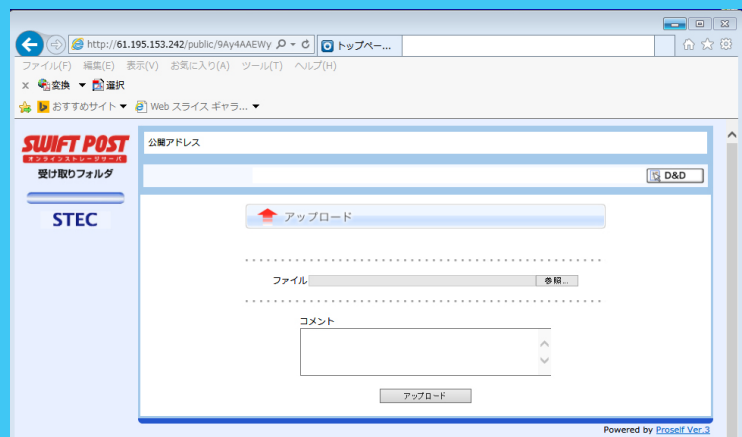 http://61.195.153.242/public/9Ay4AAEWy
トップペー...
ファイル(F) 編集(E) 表示(V) お気に入り(A) ツール(T) ヘルプ(H)
x 変換 ▼ 選択
おすすめサイト ▼ Web スライス ギャラ... ▼
SWIFT POST
オンラインストレージサーバ
受け取りフォルダ
STEC
公開アドレス
D&D
アップロード
ファイル 参照...
コメント
アップロード
Powered by Proself Ver.3